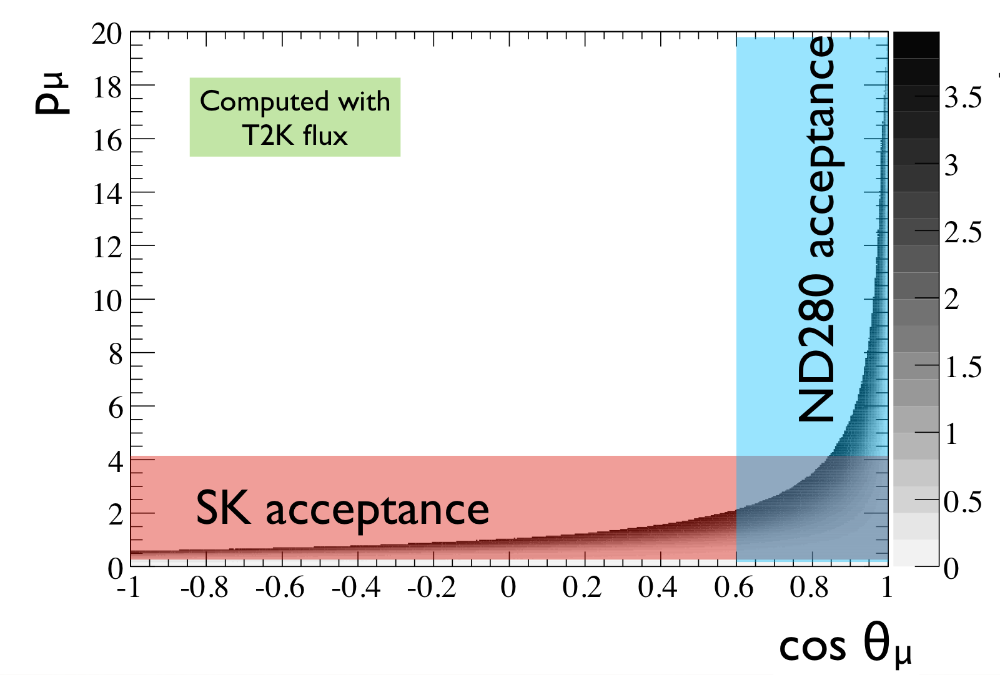 20
18
16
14
12
10
8
6
4
2
0
pμ
Computed with
T2K flux
ND280 acceptance
SK acceptance
3.5
3
2.5
2
1.5
1
0.5
0
-1 -0.8 -0.6 -0.4 -0.2 0 0.2 0.4 0.6 0.8 1
cos θμ